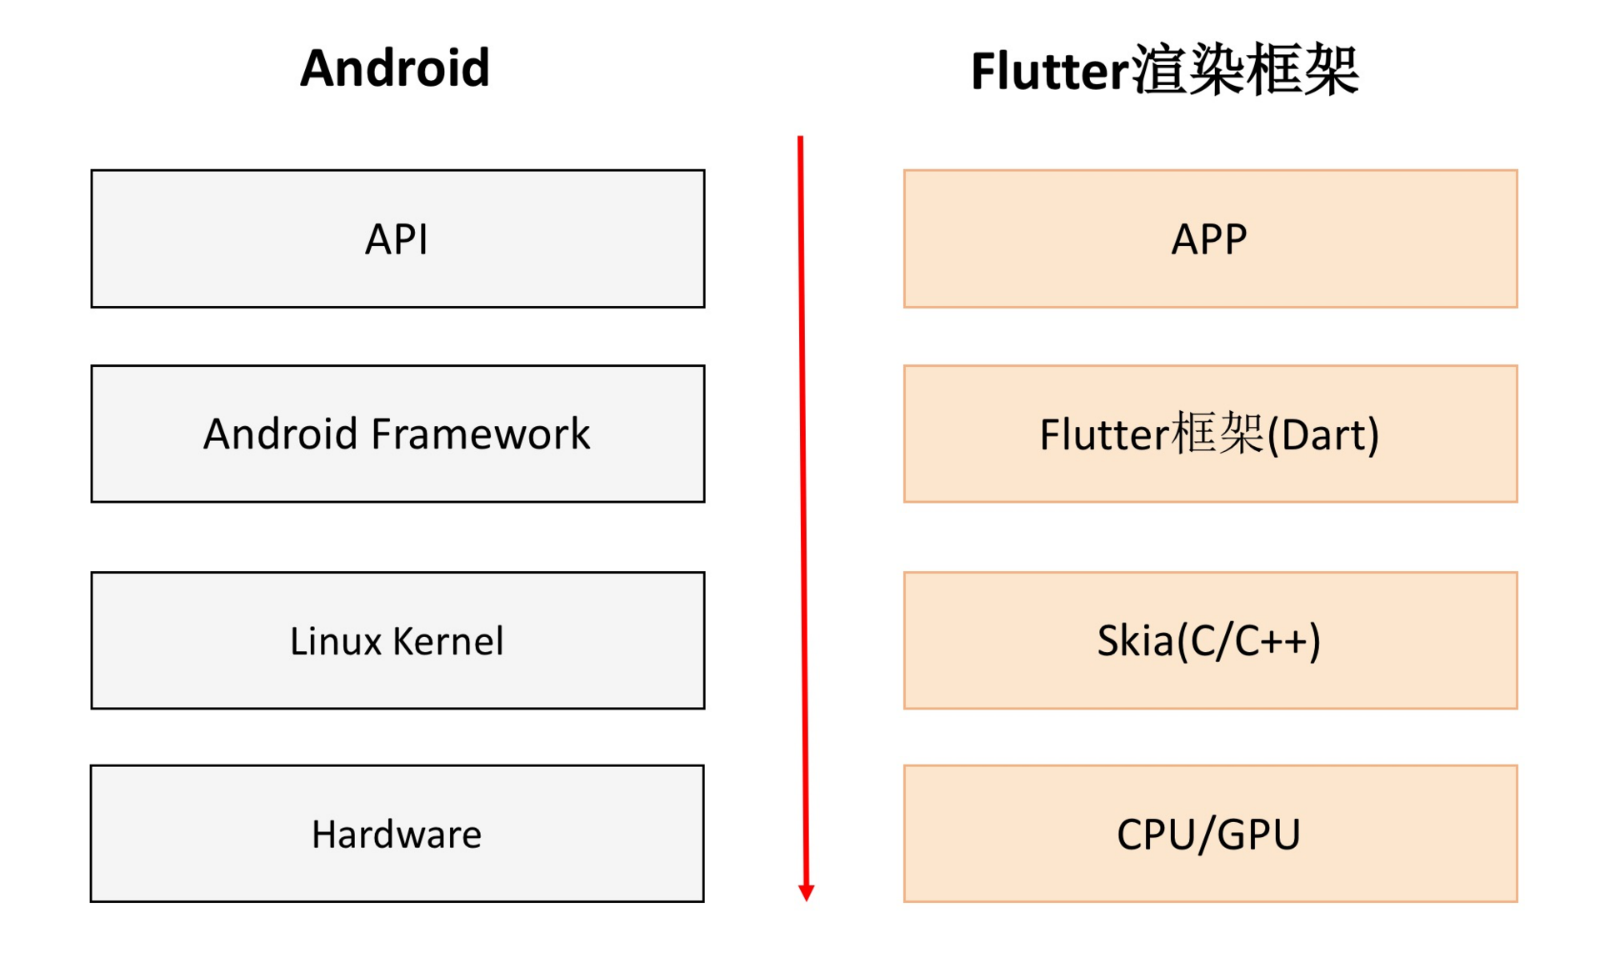 Android
Flutter渲染框架
API
APP
Android Framework
Flutter框架(Dart)
Linux Kernel
Skia(C/C++)
Hardware
CPU/GPU